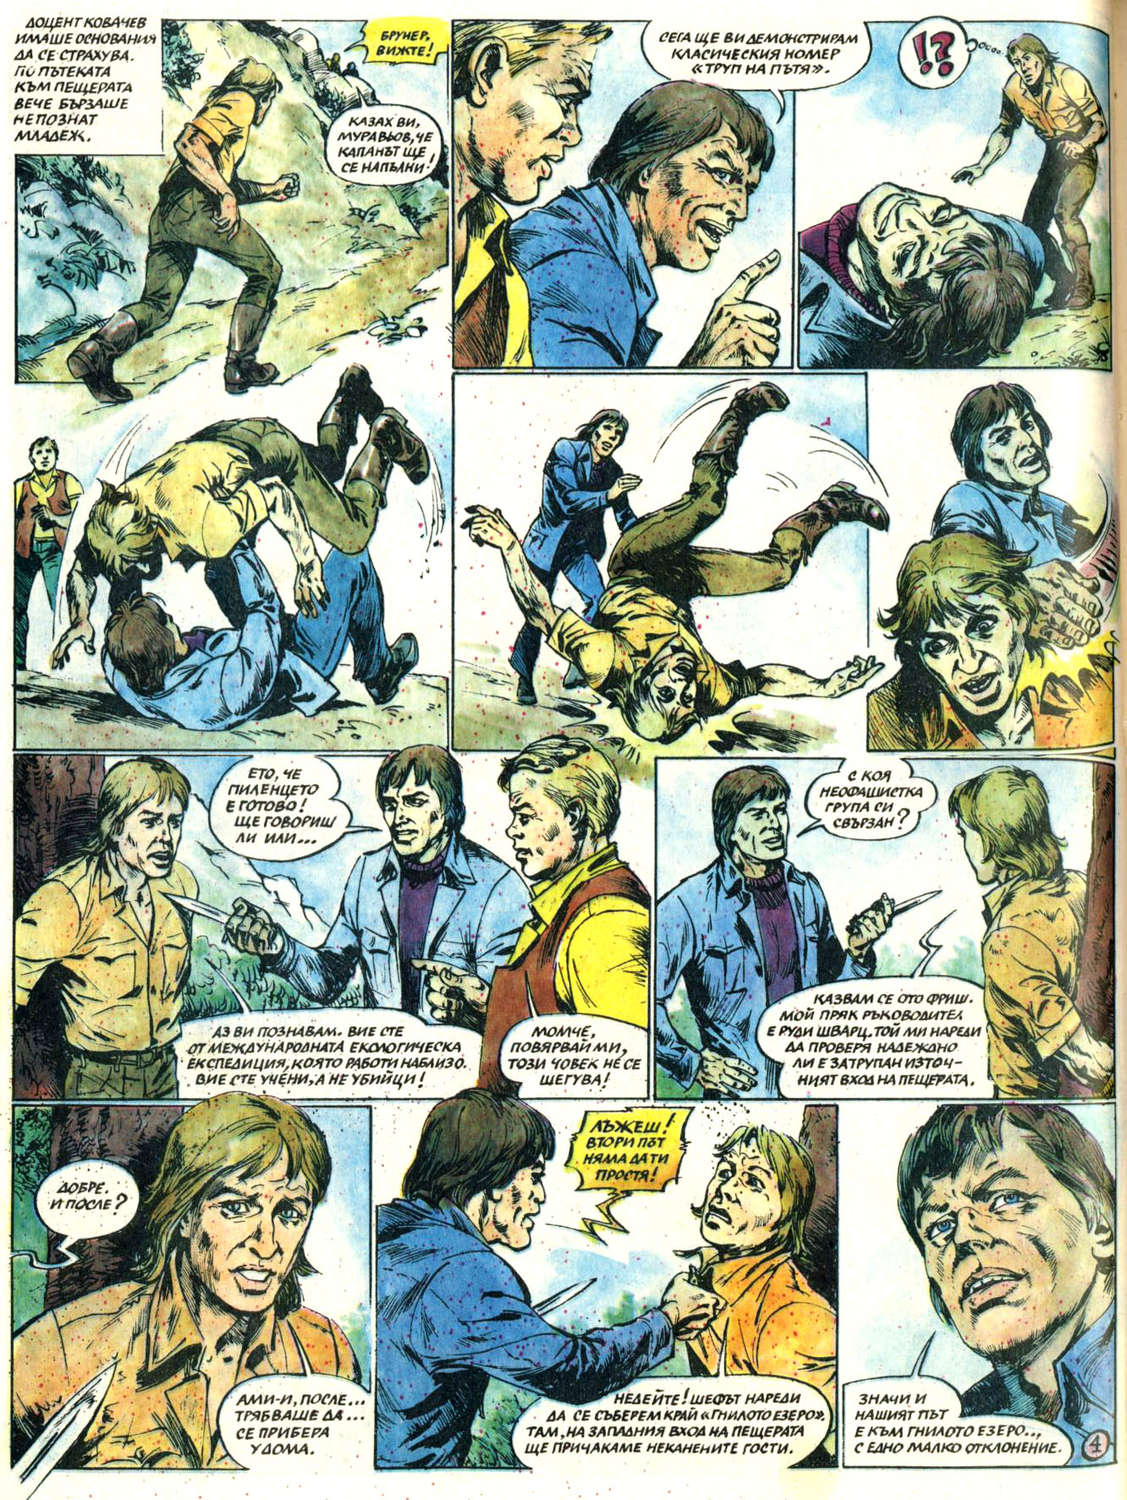 ДОЦЕНТ КОВАЧЕВ
ИМАШЕ ОСНОВАНИЯ
ДА СЕ СТРАХУВА.
ПО ПЪТЕКАТА
КЪМ ПЕЩЕРАТА
ВЕЧЕ БЪРЗАШЕ
НЕПОЗНАТ
МЛАДЕЖ.
БРУНЕР,
ВИЖТЕ!
КАЗАХ ВИ,
МУРАВЬОВ, ЧЕ
КАПАНЪТ ЩЕ
СЕ НАПЪЛНИ!
СЕГА ЩЕ ВИ ДЕМОНСТРИРАМ
КЛАСИЧЕСКИЯ НОМЕР
«ТРУП НА ПЪТЯ».
!?
ЕТО, ЧЕ
ПИЛЕНЦЕТО
Е ГОТОВО!
ЩЕ ГОВОРИШ
ЛИ ИЛИ...
АЗ ВИ ПОЗНАВАМ. ВИЕ СТЕ
ОТ МЕЖДУНАРОДНАТА ЕКОЛОГИЧЕСКА
ЕКСПЕДИЦИЯ, КОЯТО РАБОТИ НАБЛИЗО.
ВИЕ СТЕ УЧЕНИ, А НЕ УБИЙЦИ!
МОМЧЕ,
ПОВЯРВАЙ МИ,
ТОЗИ ЧОВЕК НЕ СЕ
ШЕГУВА!
С КОЯ
НЕОФАШИСТКА
ГРУПА СИ
СВЪРЗАН?
КАЗВАМ СЕ ОТО ФРИШ.
МОЙ ПРЯК РЪКОВОДИТЕЛ
Е РУДИ ШВАРЦ. ТОЙ МИ НАРЕДИ
ДА ПРОВЕРЯ НАДЕЖДНО
ЛИ Е ЗАТРУПАН ИЗТОЧ-
НИЯТ ВХОД НА ПЕЩЕРАТА.
ДОБРЕ.
И ПОСЛЕ?
АМИ-И, ПОСЛЕ...
ТРЯБВАШЕ ДА...
СЕ ПРИБЕРА
У ДОМА.
ЛЪЖЕШ!
ВТОРИ ПЪТ
НЯМА ДА ТИ
ПРОСТЯ!
НЕДЕЙТЕ! ШЕФЪТ НАРЕДИ
ДА СЕ СЪБЕРЕМ КРАЙ «ГНИЛОТО ЕЗЕРО».
ТАМ, НА ЗАПАДНИЯ ВХОД НА ПЕЩЕРАТА
ЩЕ ПРИЧАКАМЕ НЕКАНЕНИТЕ ГОСТИ.
ЗНАЧИ И
НАШИЯТ ПЪТ
Е КЪМ ГНИЛОТО ЕЗЕРО...,
С ЕДНО МАЛКО ОТКЛОНЕНИЕ.
4